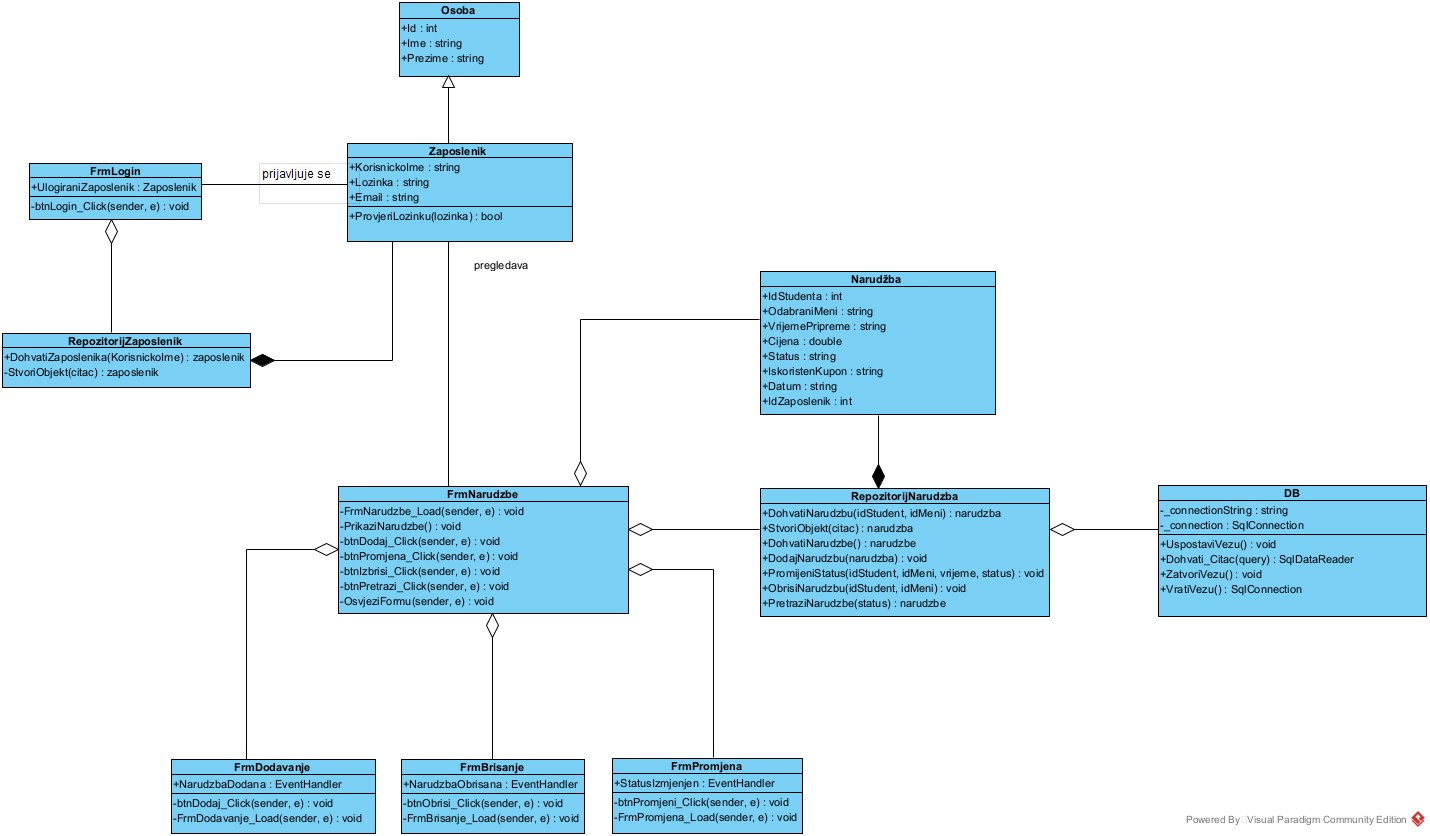 Osoba
+Id : int
+Ime : string
+Prezime : string
Zaposlenik
+KorisnickoIme : string
+Lozinka : string
+Email : string
+ProvjeriLozinku(lozinka) : bool
FrmLogin
+UlogiraniZaposlenik : Zaposlenik
-btnLogin_Click(sender, e) : void
prijavljuje se
pregledava
RepozitorijZaposlenik
+DohvatiZaposlenika(KorisnickoIme) : zaposlenik
-StvoriObjekt(citac) : zaposlenik
Narudžba
+IdStudenta : int
+OdabraniMeni : string
+VrijemePripreme : string
+Cijena : double
+Status : string
+IskoristenKupon : string
+Datum : string
+IdZaposlenik : int
FrmNarudzbe
-FrmNarudzbe_Load(sender, e) : void
-PrikaziNarudzbe() : void
-btnDodaj_Click(sender, e) : void
-btnPromjena_Click(sender, e) : void
-btnIzbrisi_Click(sender, e) : void
-btnPretrazi_Click(sender, e) : void
-OsvjeziFormu(sender, e) : void
RepozitorijNarudzba
+DohvatiNarudzbu(idStudent, idMeni) : narudzba
+StvoriObjekt(citac) : narudzba
+DohvatiNarudzbe() : narudzbe
+DodajNarudzbu(narudzba) : void
+PromijeniStatus(idStudent, idMeni, vrijeme, status) : void
+ObrisiNarudzbu(idStudent, idMeni) : void
+PretraziNarudzbe(status) : narudzbe
DB
-_connectionString : string
-_connection : SqlConnection
+UspostaviVezu() : void
+Dohvati_Citac(query) : SqlDataReader
+ZatvoriVezu() : void
+VratiVezu() : SqlConnection
FrmDodavanje
+NarudzbaDodana : EventHandler
-btnDodaj_Click(sender, e) : void
-FrmDodavanje_Load(sender, e) : void
FrmBrisanje
+NarudzbaObrisana : EventHandler
-btnObrisi_Click(sender, e) : void
-FrmBrisanje_Load(sender, e) : void
FrmPromjena
+StatusIzmjenjen : EventHandler
-btnPromjeni_Click(sender, e) : void
-FrmPromjena_Load(sender, e) : void
Powered By Visual Paradigm Community Edition